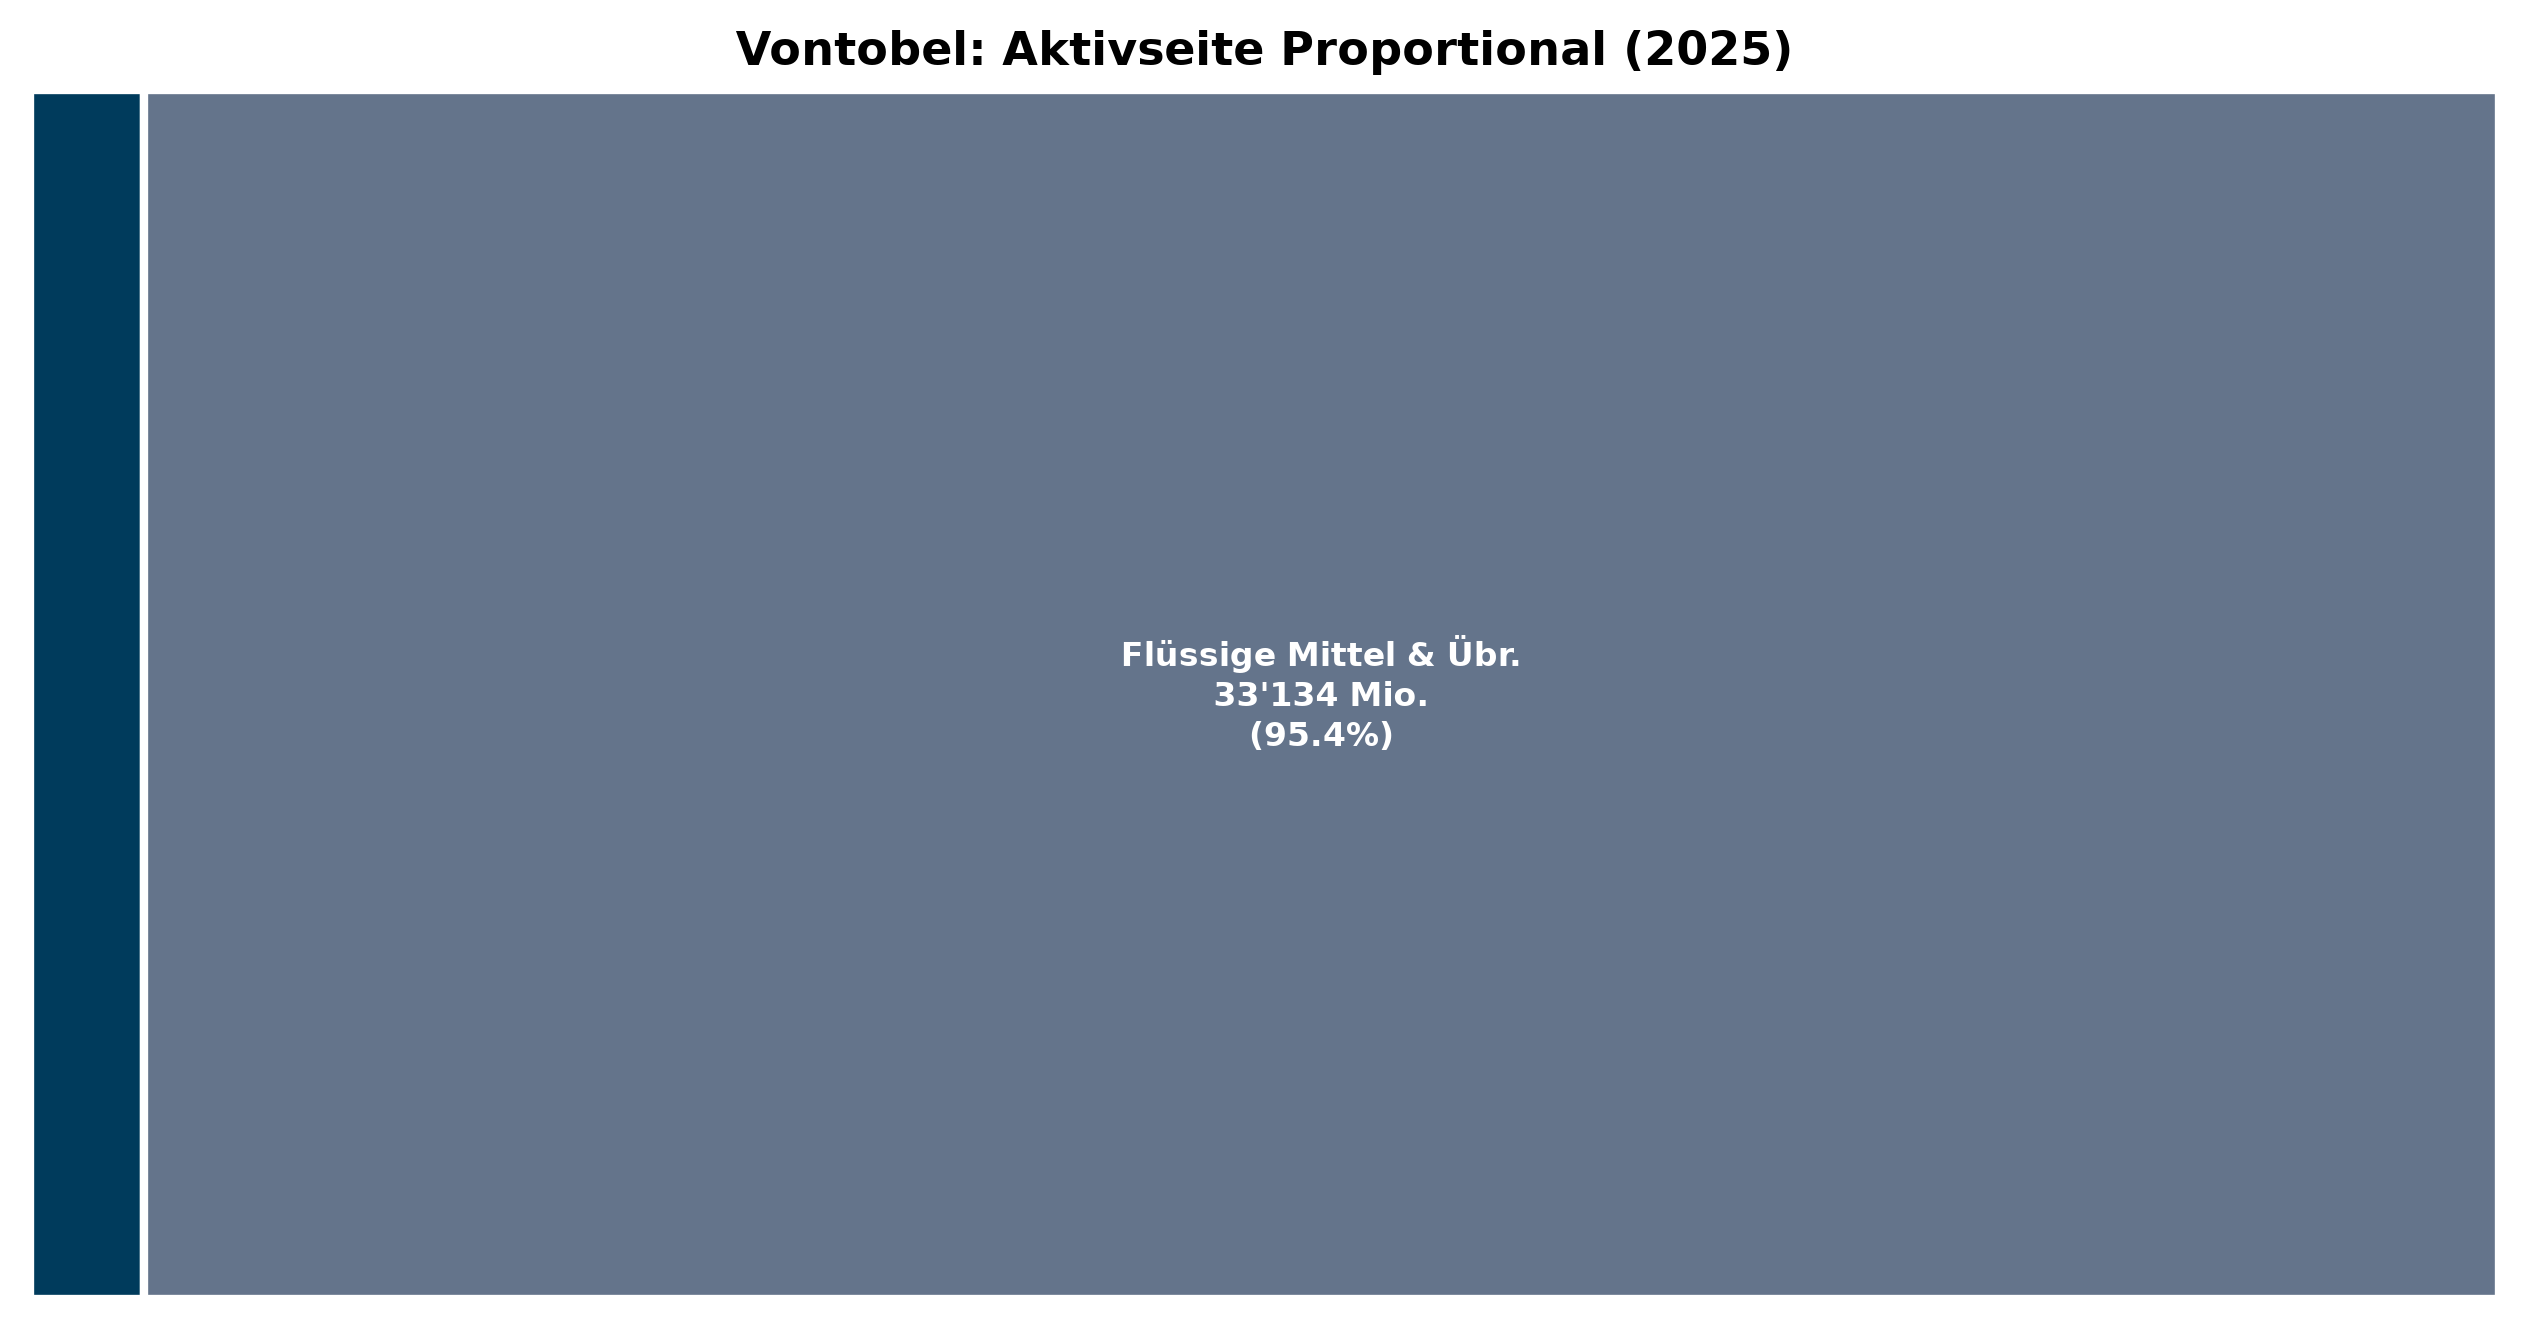 Vontobel: Aktivseite Proportional (2025)
Flüssige Mittel & Übr.
33'134 Mio.
(95.4%)